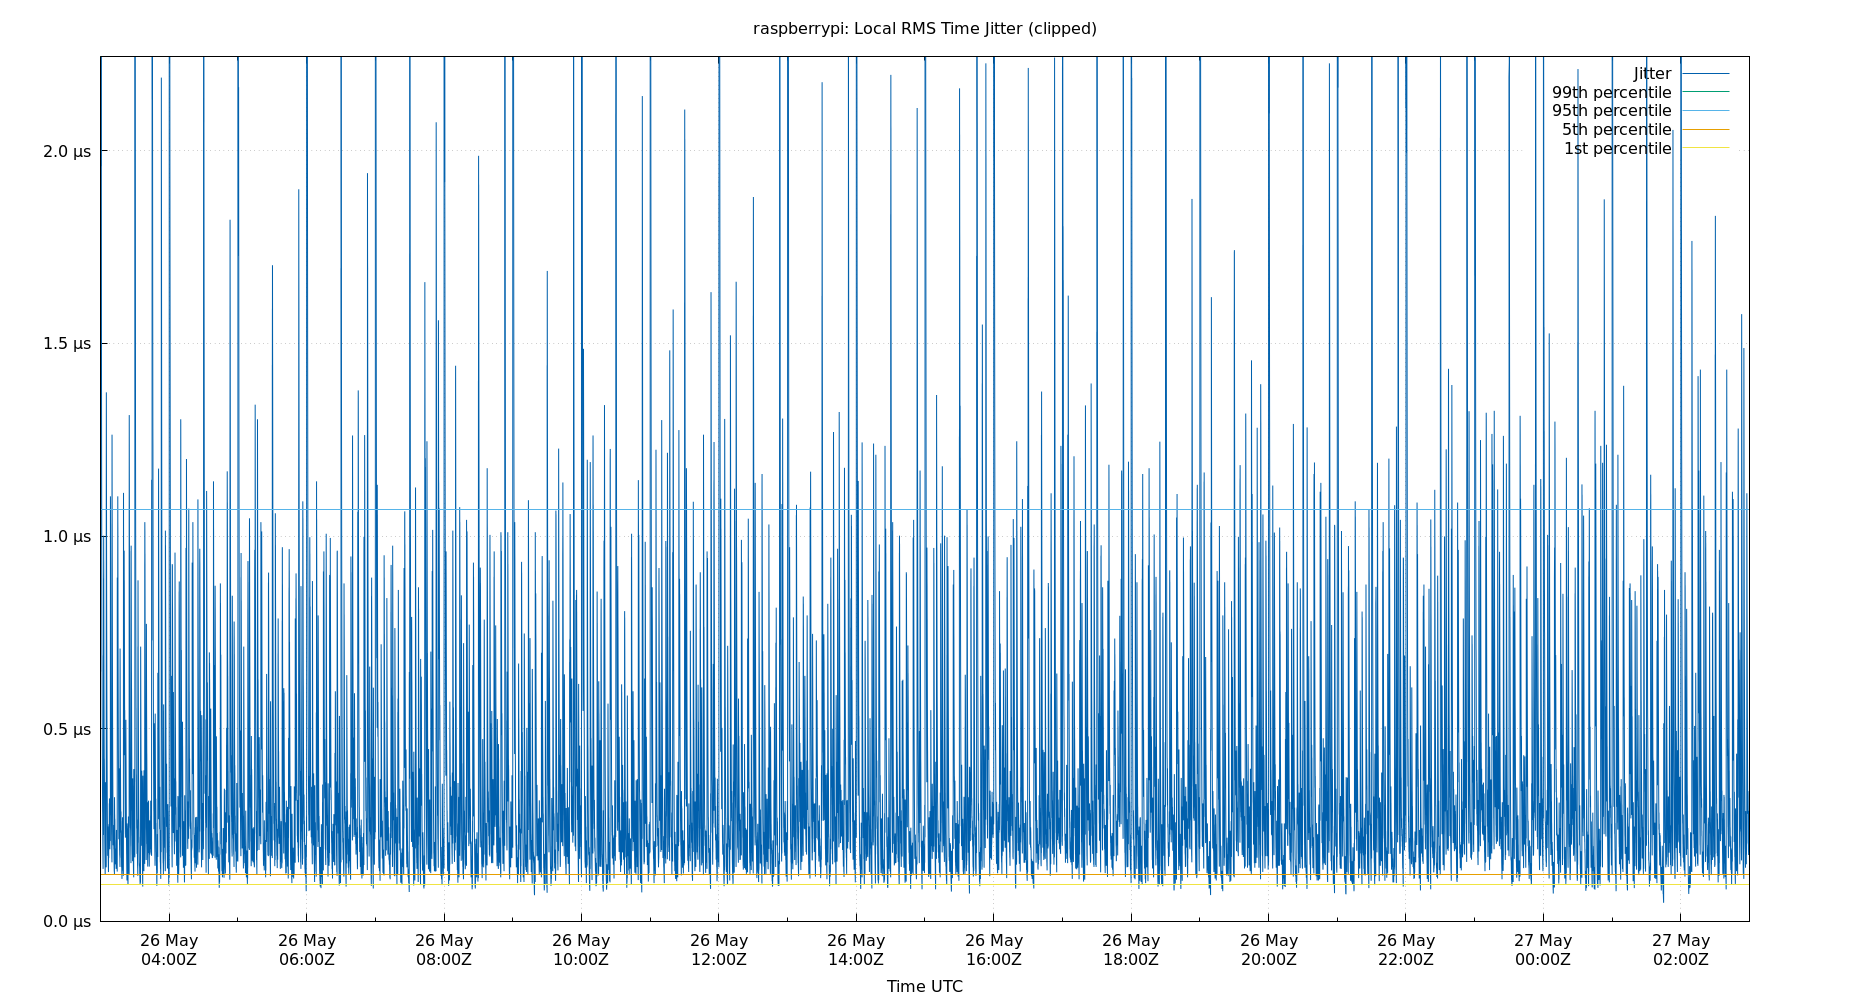 raspberrypi: Local RMS Time Jitter (clipped)
Jitter
99th percentile
95th percentile
5th percentile
1st percentile
2.0 µs
1.5 µs
1.0 µs
0.5 µs
0.0 µs
26 May 26 May 26 May 26 May 26 May 26 May 26 May 26 May 26 May 26 May 27 May 27 May
04:00Z 06:00Z 08:00Z 10:00Z 12:00Z 14:00Z 16:00Z 18:00Z 20:00Z 22:00Z 00:00Z 02:00Z
Time UTC